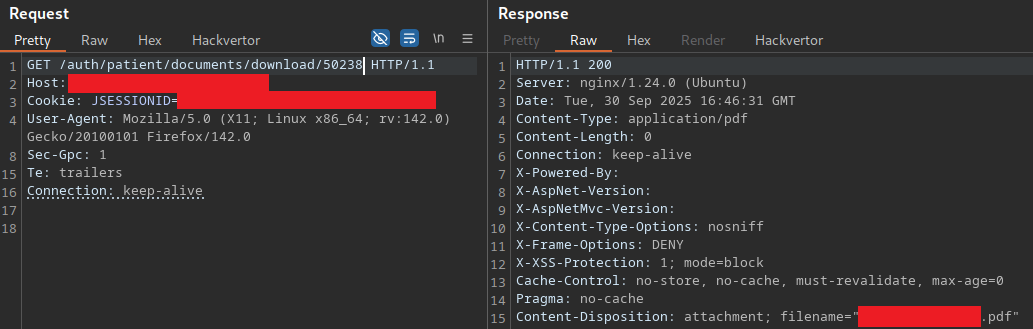 Request
Pretty Raw Hex Hackvertor \n
1 GET /auth/patient/documents/download/50238 HTTP/1.1
2 Host:
3 Cookie: JSESSIONID=
4 User-Agent: Mozilla/5.0 (X11; Linux x86_64; rv:142.0)
Gecko/20100101 Firefox/142.0
8 Sec-Gpc: 1
15 Te: trailers
16 Connection: keep-alive
17
18
Response
Pretty Raw Hex Render Hackvertor
1 HTTP/1.1 200
2 Server: nginx/1.24.0 (Ubuntu)
3 Date: Tue, 30 Sep 2025 16:46:31 GMT
4 Content-Type: application/pdf
5 Content-Length: 0
6 Connection: keep-alive
7 X-Powered-By:
8 X-AspNet-Version:
9 X-AspNetMvc-Version:
10 X-Content-Type-Options: nosniff
11 X-Frame-Options: DENY
12 X-XSS-Protection: 1; mode=block
13 Cache-Control: no-store, no-cache, must-revalidate, max-age=0
14 Pragma: no-cache
15 Content-Disposition: attachment; filename=" .pdf"